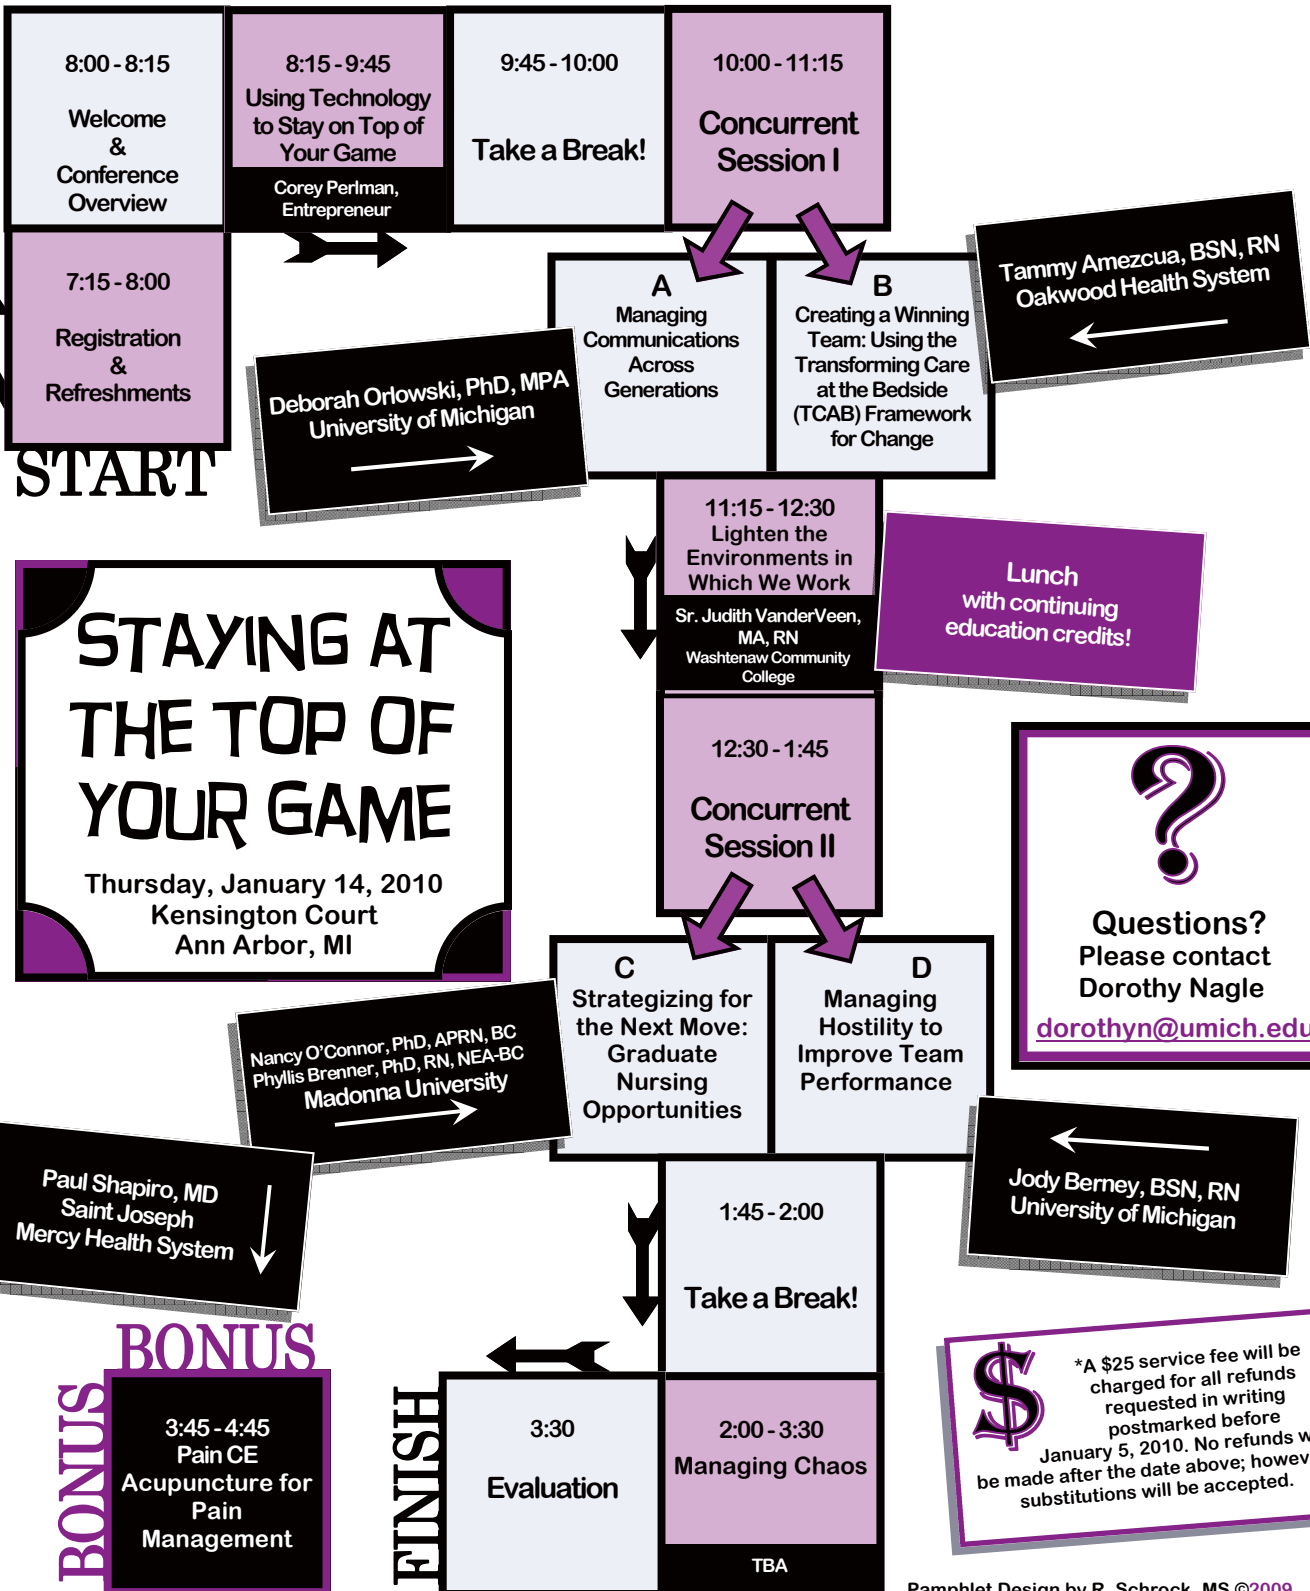 8:00 - 8:15
Welcome
&
Conference
Overview
8:15 - 9:45
Using Technology
to Stay on Top of
Your Game
Corey Perlman,
Entrepreneur
9:45 - 10:00
Take a Break!
10:00 - 11:15
Concurrent
Session I
7:15 - 8:00
Registration
&
Refreshments
START
A
Managing
Communications
Across
Generations
B
Creating a Winning
Team: Using the
Transforming Care
at the Bedside
(TCAB) Framework
for Change
Tammy Amezcua, BSN, RN
Oakwood Health System
Deborah Orlowski, PhD, MPA
University of Michigan
11:15 - 12:30
Lighten the
Environments in
Which We Work
Sr. Judith VanderVeen,
MA, RN
Washtenaw Community
College
Lunch
with continuing
education credits!
STAYING AT
THE TOP OF
YOUR GAME
Thursday, January 14, 2010
Kensington Court
Ann Arbor, MI
12:30 - 1:45
Concurrent
Session II
?
Questions?
Please contact
Dorothy Nagle
dorothyn@umich.edu
C
Strategizing for
the Next Move:
Graduate
Nursing
Opportunities
D
Managing
Hostility to
Improve Team
Performance
Nancy O'Connor, PhD, APRN, BC
Phyllis Brenner, PhD, RN, NEA-BC
Madonna University
Jody Berney, BSN, RN
University of Michigan
Paul Shapiro, MD
Saint Joseph
Mercy Health System
1:45 - 2:00
Take a Break!
BONUS
BONUS
3:45 - 4:45
Pain CE
Acupuncture for
Pain
Management
FINISH
3:30
Evaluation
2:00 - 3:30
Managing Chaos
TBA
$
*A $25 service fee will be
charged for all refunds
requested in writing
postmarked before
January 5, 2010. No refunds w
be made after the date above; howev
substitutions will be accepted.
Pamphlet Design by R. Schrock, MS ©2009